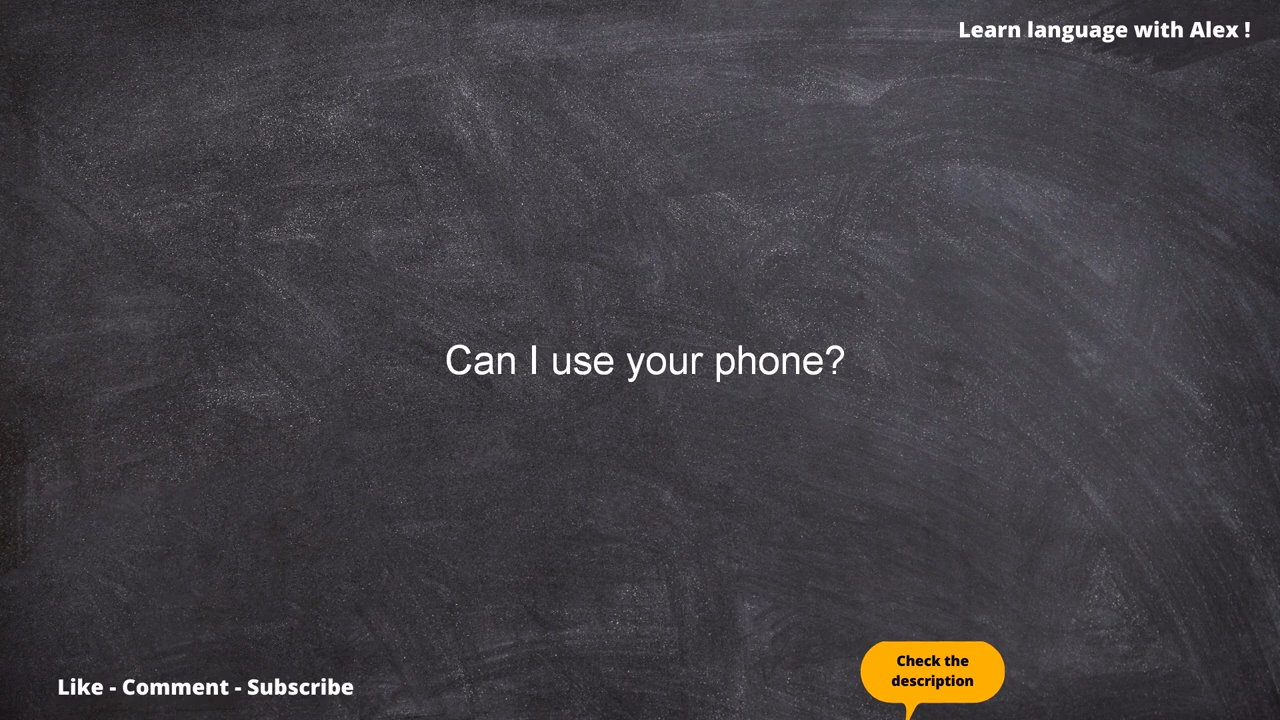 Learn language with Alex !
Can I use your phone?
Check the
description
Like - Comment - Subscribe